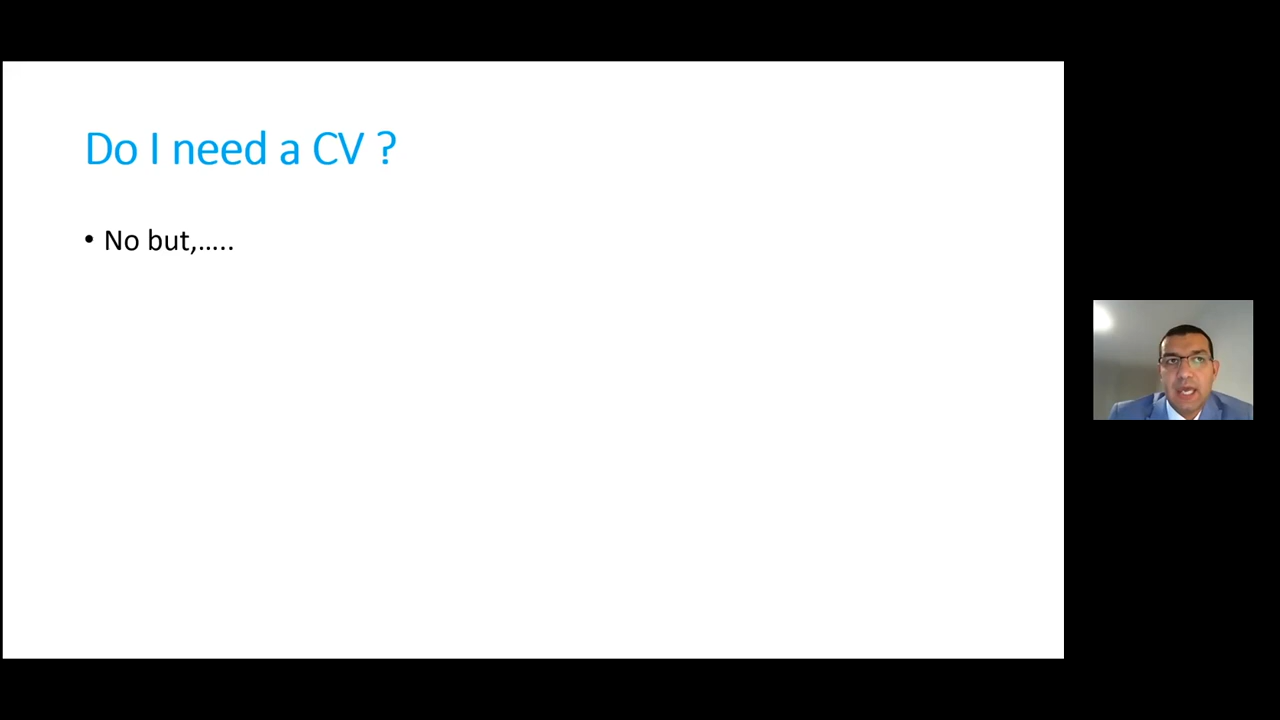 Do I need a CV ?
• No but,.....